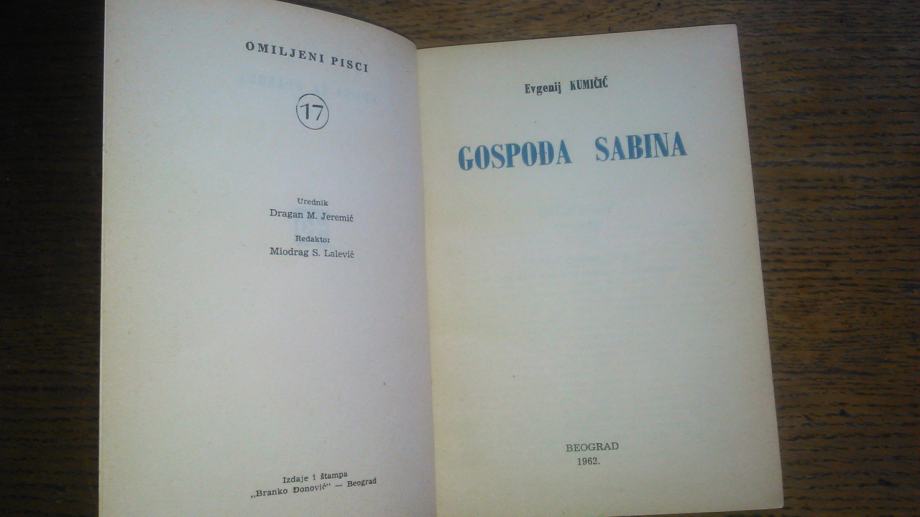 OMILJENI PISCI
17
Urednik
Dragan M. Jeremić
Redaktor
Miodrag S. Lalević
Izdaje i štampa
„Branko Đonović" — Beograd
Evgenij KUMIČIĆ
GOSPOĐA SABINA
BEOGRAD
1962.